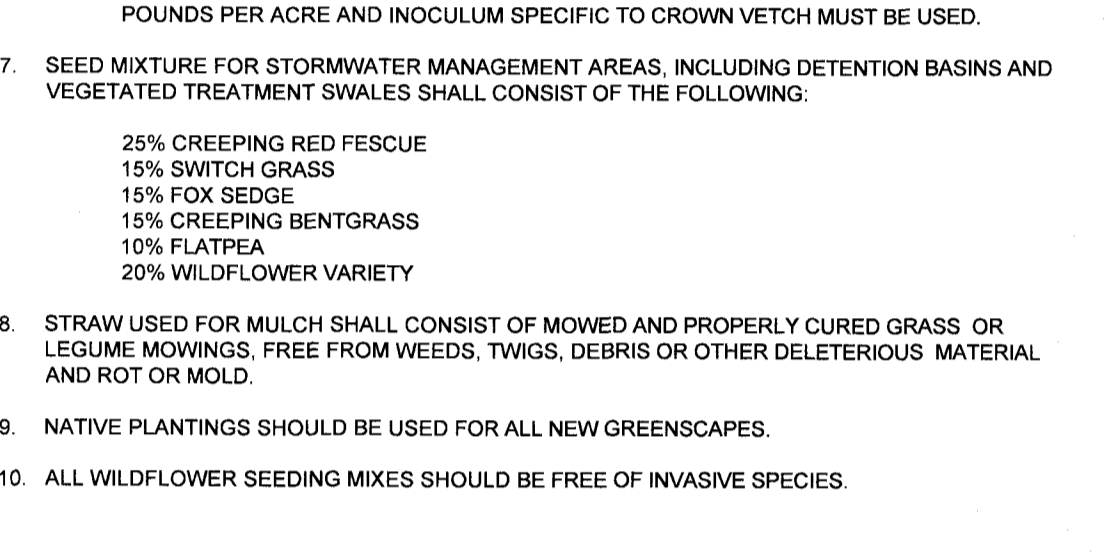 POUNDS PER ACRE AND INOCULUM SPECIFIC TO CROWN VETCH MUST BE USED.
7. SEED MIXTURE FOR STORMWATER MANAGEMENT AREAS, INCLUDING DETENTION BASINS AND
VEGETATED TREATMENT SWALES SHALL CONSIST OF THE FOLLOWING:
25% CREEPING RED FESCUE
15% SWITCH GRASS
15% FOX SEDGE
15% CREEPING BENTGRASS
10% FLATPEA
20% WILDFLOWER VARIETY
8. STRAW USED FOR MULCH SHALL CONSIST OF MOWED AND PROPERLY CURED GRASS OR
LEGUME MOWINGS, FREE FROM WEEDS, TWIGS, DEBRIS OR OTHER DELETERIOUS MATERIAL
AND ROT OR MOLD.
9. NATIVE PLANTINGS SHOULD BE USED FOR ALL NEW GREENSCAPES.
10. ALL WILDFLOWER SEEDING MIXES SHOULD BE FREE OF INVASIVE SPECIES.